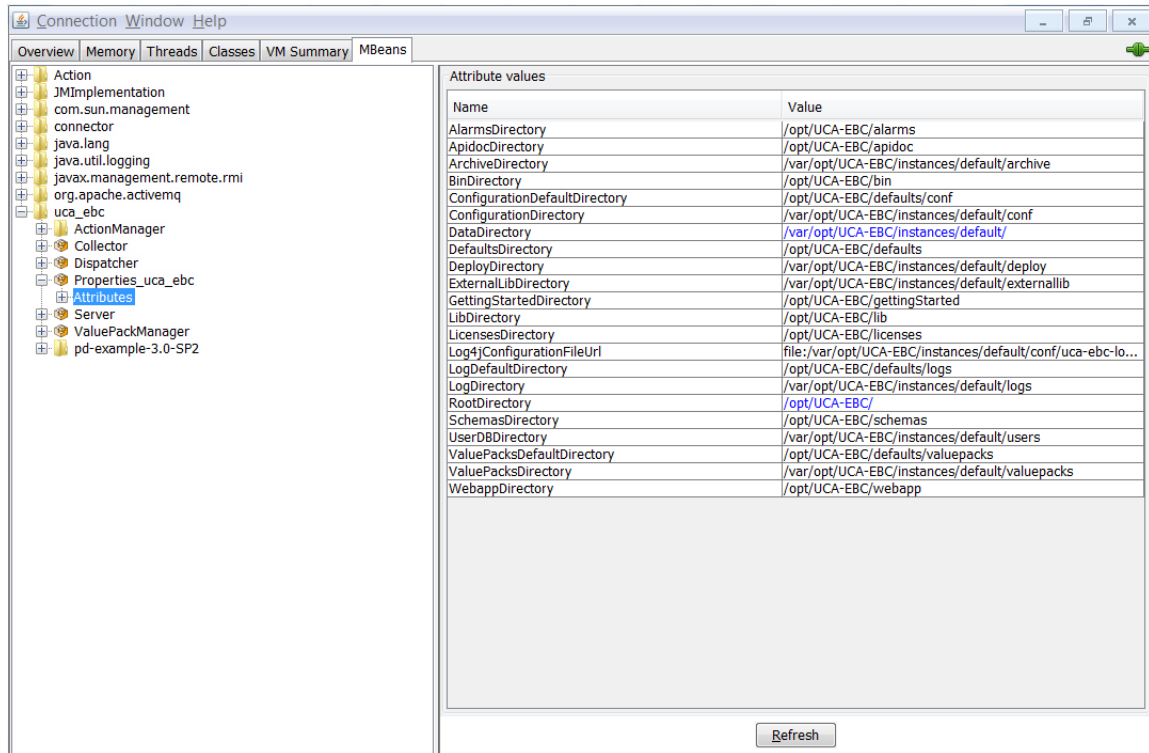 Connection Window Help
Overview Memory Threads Classes VM Summary MBeans
Action
JMImplementation
com.sun.management
connector
java.lang
java.util.logging
javax.management.remote.rmi
org.apache.activemq
uca_ebc
ActionManager
Collector
Dispatcher
Properties_uca_ebc
Attributes
Server
ValuePackManager
pd-example-3.0-SP2
Attribute values
Name Value
AlarmsDirectory /opt/UCA-EBC/alarms
ApidocDirectory /opt/UCA-EBC/apidoc
ArchiveDirectory /var/opt/UCA-EBC/instances/default/archive
BinDirectory /opt/UCA-EBC/bin
ConfigurationDefaultDirectory /opt/UCA-EBC/defaults/conf
ConfigurationDirectory /var/opt/UCA-EBC/instances/default/conf
DataDirectory /var/opt/UCA-EBC/instances/default/
DefaultsDirectory /opt/UCA-EBC/defaults
DeployDirectory /var/opt/UCA-EBC/instances/default/deploy
ExternalLibDirectory /var/opt/UCA-EBC/instances/default/externallib
GettingStartedDirectory /opt/UCA-EBC/gettingStarted
LibDirectory /opt/UCA-EBC/lib
LicensesDirectory /opt/UCA-EBC/licenses
Log4jConfigurationFileUrl file:/var/opt/UCA-EBC/instances/default/conf/uca-ebc-lo...
LogDefaultDirectory /opt/UCA-EBC/defaults/logs
LogDirectory /var/opt/UCA-EBC/instances/default/logs
RootDirectory /opt/UCA-EBC/
SchemasDirectory /opt/UCA-EBC/schemas
UserDBDirectory /var/opt/UCA-EBC/instances/default/users
ValuePacksDefaultDirectory /opt/UCA-EBC/defaults/valuepacks
ValuePacksDirectory /var/opt/UCA-EBC/instances/default/valuepacks
WebappDirectory /opt/UCA-EBC/webapp
Refresh